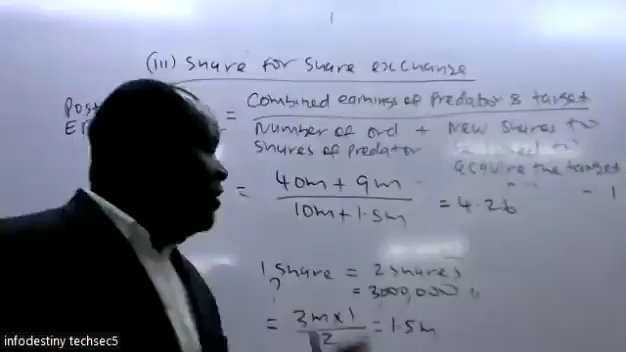 (iii) Share for share exchange
Post
= Combined earnings of Predator & target
Number of ord + New shares to
shares of predator
acquire the target
= 40m + 9m
10m + 1.5m
= 4.26
1 share = 2 shares
? = 3000,000
= 3m x 1
2
= 1.5m
infodestiny techsec5